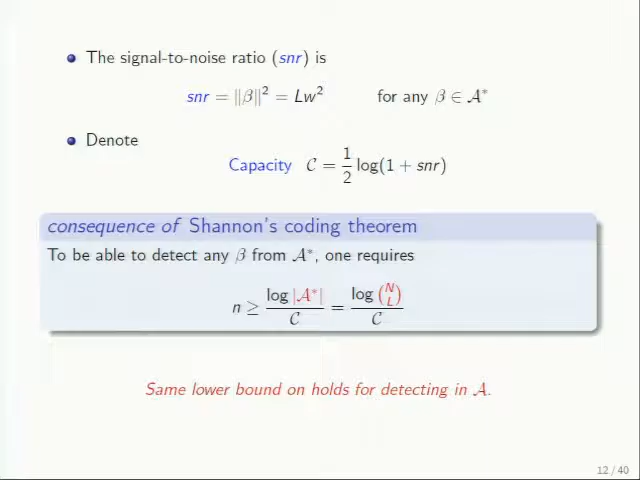 The signal-to-noise ratio (snr) is
snr = ‖β‖² = Lw² for any β ∈ 𝒜*
Denote
Capacity 𝒞 = 1/2 log(1 + snr)
consequence of Shannon's coding theorem
To be able to detect any β from 𝒜*, one requires
n ≥ log |𝒜*| / 𝒞 = log (N L) / 𝒞
Same lower bound on holds for detecting in 𝒜.
12 / 40